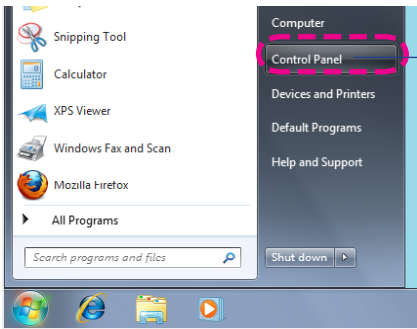 Snipping Tool
Calculator
XPS Viewer
Windows Fax and Scan
Mozilla Firefox
All Programs
Search programs and files
Computer
Control Panel
Devices and Printers
Default Programs
Help and Support
Shut down